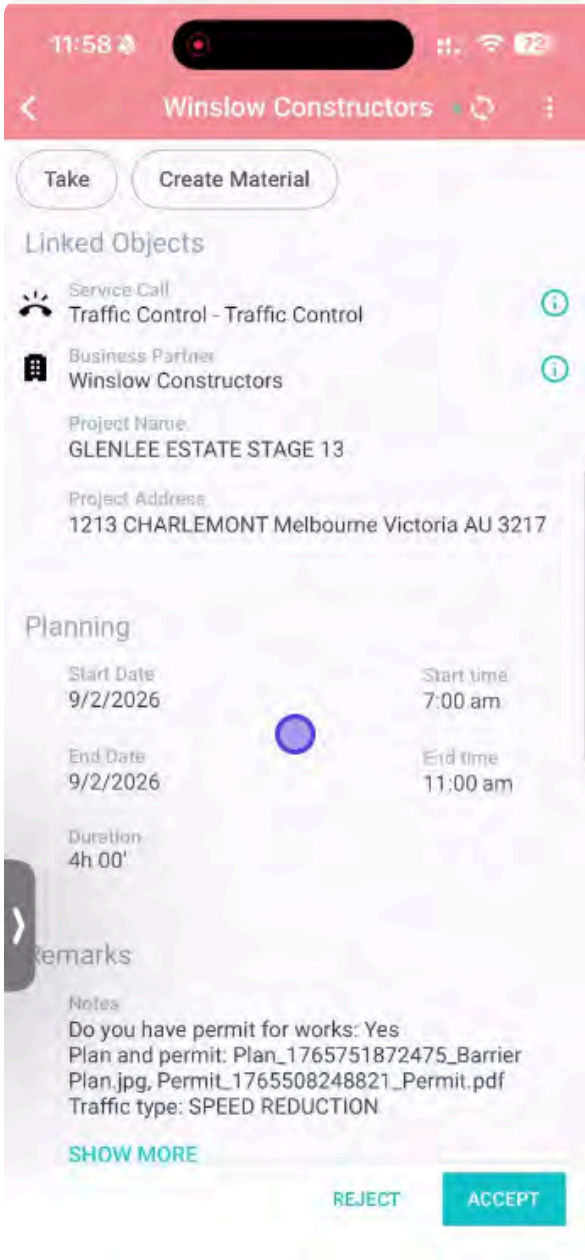 11:58
72
Winslow Constructors
Take
Create Material
Linked Objects
Service Call
Traffic Control - Traffic Control
Business Partner
Winslow Constructors
Project Name
GLENLEE ESTATE STAGE 13
Project Address
1213 CHARLEMONT Melbourne Victoria AU 3217
Planning
Start Date
Start time
9/2/2026
7:00 am
End Date
End time
9/2/2026
11:00 am
Duration
4h 00'
Remarks
Notes
Do you have permit for works: Yes
Plan and permit: Plan_1765751872475_Barrier
Plan.jpg, Permit_1765508248821_Permit.pdf
Traffic type: SPEED REDUCTION
SHOW MORE
REJECT
ACCEPT